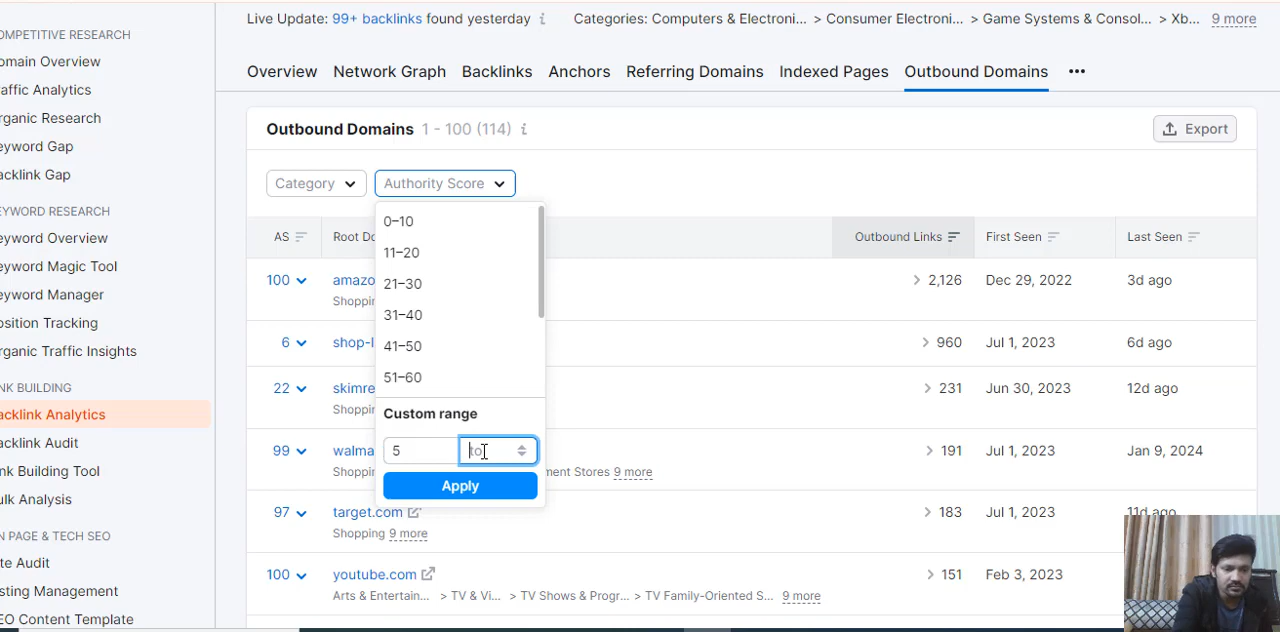 Live Update: 99+ backlinks found yesterday i Categories: Computers & Electroni... > Consumer Electroni... > Game Systems & Consol... > Xb... 9 more
Overview Network Graph Backlinks Anchors Referring Domains Indexed Pages Outbound Domains •••
OMPETITIVE RESEARCH
omain Overview
raffic Analytics
rganic Research
eyword Gap
acklink Gap
EYWORD RESEARCH
eyword Overview
eyword Magic Tool
eyword Manager
osition Tracking
rganic Traffic Insights
NK BUILDING
acklink Analytics
acklink Audit
nk Building Tool
ulk Analysis
N PAGE & TECH SEO
te Audit
sting Management
EO Content Template
Outbound Domains 1 - 100 (114) i
Export
Category Authority Score
0–10
11–20
21–30
31–40
41–50
51–60
Custom range
5 to
Apply
AS Root Do Outbound Links First Seen Last Seen
100 amazo 2,126 Dec 29, 2022 3d ago
Shoppin
6 shop-l 960 Jul 1, 2023 6d ago
22 skimre 231 Jun 30, 2023 12d ago
Shoppin
99 walma 191 Jul 1, 2023 Jan 9, 2024
Shoppin ment Stores 9 more
97 target.com 183 Jul 1, 2023 11d ago
Shopping 9 more
100 youtube.com 151 Feb 3, 2023
Arts & Entertain... > TV & Vi... > TV Shows & Progr... > TV Family-Oriented S... 9 more